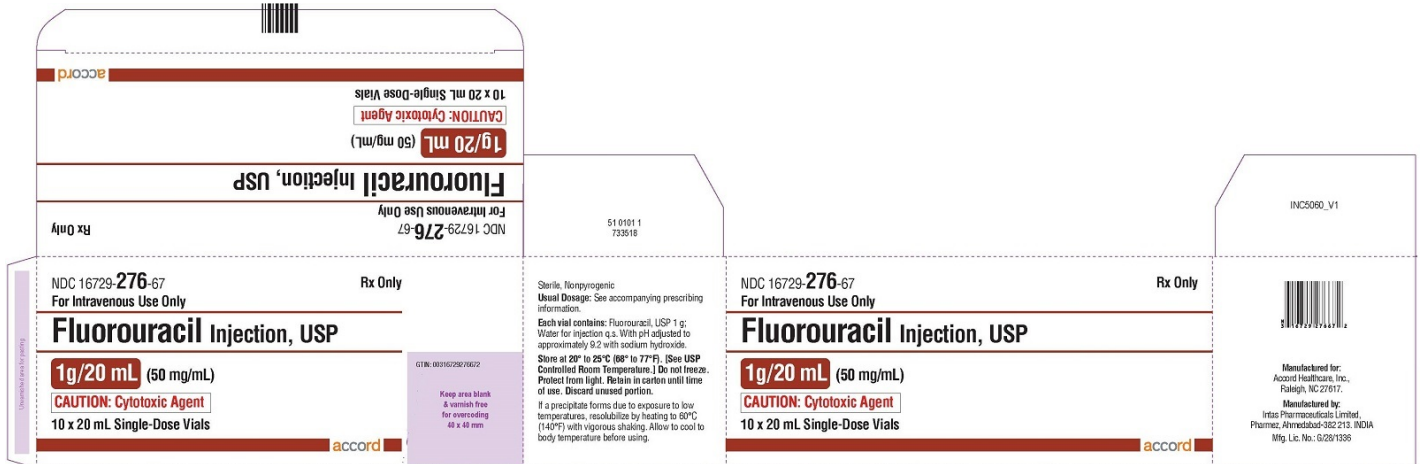 accord
10 x 20 mL Single-Dose Vials
CAUTION: Cytotoxic Agent
1g/20 mL (50 mg/mL)
Fluorouracil Injection, USP
For Intravenous Use Only
NDC 16729-276-67 Rx Only
NDC 16729-276-67 Rx Only
For Intravenous Use Only
Fluorouracil Injection, USP
1g/20 mL (50 mg/mL)
CAUTION: Cytotoxic Agent
10 x 20 mL Single-Dose Vials
accord
Unvarnished area for pasting
GTIN: 00316729276672
Keep area blank
& varnish free
for overcoding
40 x 40 mm
51 0101 1
733518
Sterile, Nonpyrogenic
Usual Dosage: See accompanying prescribing
information.
Each vial contains: Fluorouracil, USP 1 g;
Water for injection q.s. With pH adjusted to
approximately 9.2 with sodium hydroxide.
Store at 20° to 25°C (68° to 77°F). [See USP
Controlled Room Temperature.] Do not freeze.
Protect from light. Retain in carton until time
of use. Discard unused portion.
If a precipitate forms due to exposure to low
temperatures, resolubilize by heating to 60°C
(140°F) with vigorous shaking. Allow to cool to
body temperature before using.
NDC 16729-276-67 Rx Only
For Intravenous Use Only
Fluorouracil Injection, USP
1g/20 mL (50 mg/mL)
CAUTION: Cytotoxic Agent
10 x 20 mL Single-Dose Vials
accord
INC5060_V1
3 16729 27667 2
Manufactured for:
Accord Healthcare, Inc.,
Raleigh, NC 27617.
Manufactured by:
Intas Pharmaceuticals Limited,
Pharmez, Ahmedabad-382 213. INDIA
Mfg. Lic. No.: G/28/1336